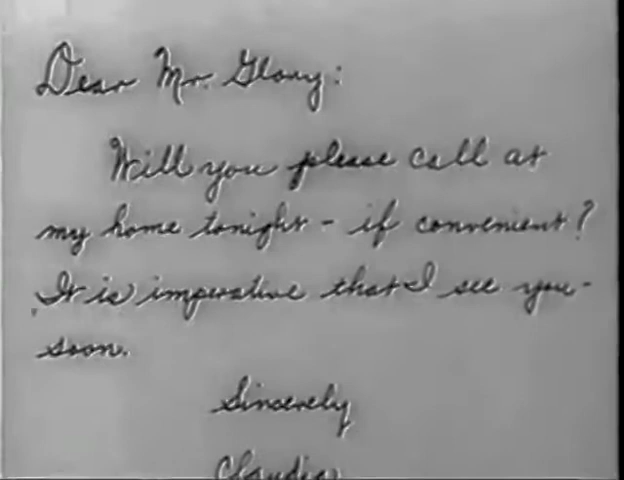 Dear Mr. Glory:
Will you please call at
my home tonight - if convenient?
It is imperative that I see you -
soon.
Sincerely
Claudia